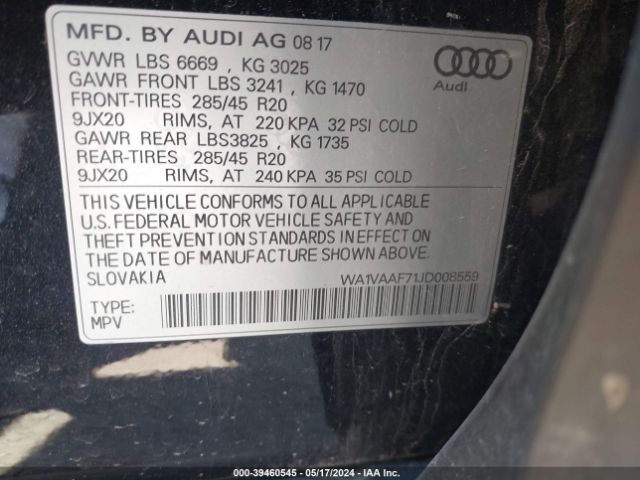 MFD. BY AUDI AG 08 17
GVWR LBS 6669 , KG 3025
GAWR FRONT LBS 3241 , KG 1470
FRONT-TIRES 285/45 R20
9JX20 RIMS, AT 220 KPA 32 PSI COLD
GAWR REAR LBS3825 , KG 1735
REAR-TIRES 285/45 R20
9JX20 RIMS, AT 240 KPA 35 PSI COLD
Audi
THIS VEHICLE CONFORMS TO ALL APPLICABLE
U.S. FEDERAL MOTOR VEHICLE SAFETY AND
THEFT PREVENTION STANDARDS IN EFFECT ON
THE DATE OF MANUFACTURE SHOWN ABOVE.
SLOVAKIA WA1VAAF71JD008559
TYPE:
MPV
000-39460545 - 05/17/2024 - IAA Inc.